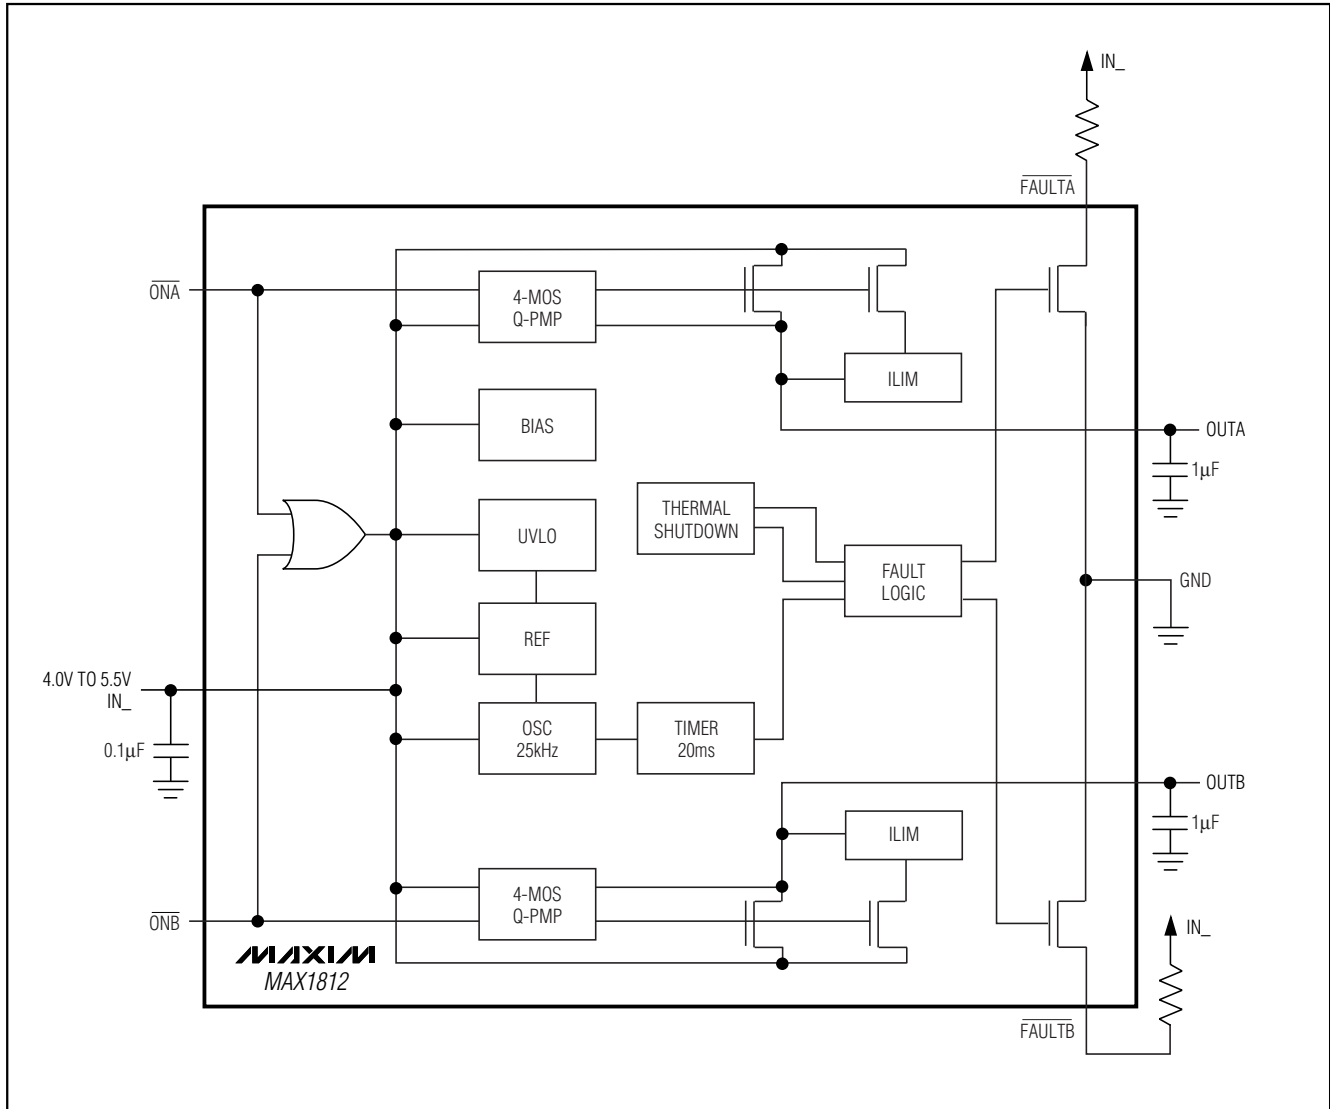 IN_
FAULTA
ONA
4-MOS
Q-PMP
ILIM
BIAS
OUTA
1μF
THERMAL
SHUTDOWN
UVLO
FAULT
LOGIC
GND
REF
4.0V TO 5.5V
IN_
OSC
25kHz
TIMER
20ms
0.1μF
OUTB
1μF
ILIM
4-MOS
Q-PMP
ONB
IN_
MAXIM
MAX1812
FAULTB